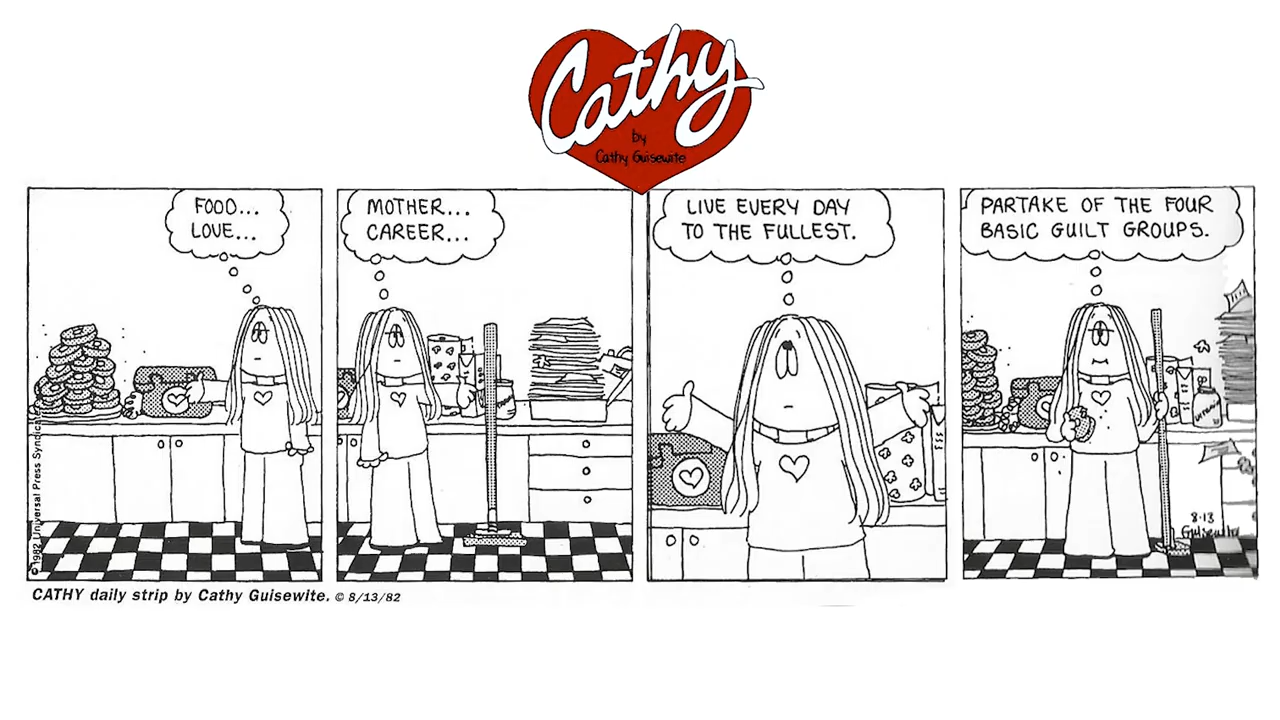 Cathy
by
Cathy Guisewite
FOOD...
LOVE...
MOTHER...
CAREER...
LIVE EVERY DAY
TO THE FULLEST.
PARTAKE OF THE FOUR
BASIC GUILT GROUPS.
© 1982 Universal Press Syndicate
8-13
Guisewite
CATHY daily strip by Cathy Guisewite. © 8/13/82